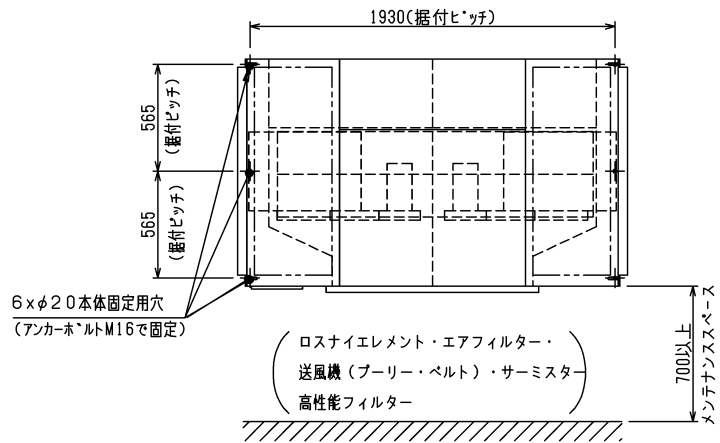 1930(据付ピッチ)
565
(据付ピッチ)
565
(据付ピッチ)
6xφ20本体固定用穴
(アンカーボルトM16で固定)
ロスナイエレメント・エアフィルター・
送風機(プーリー・ベルト)・サーミスター
高性能フィルター
700以上
メンテナンススペース